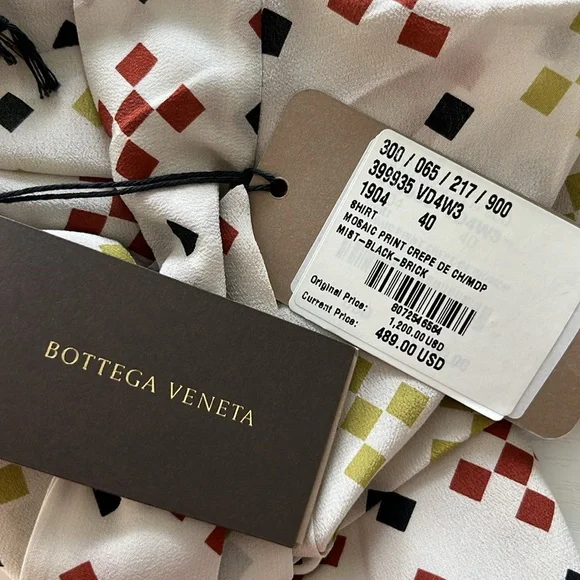 300 / 065 / 217 / 900
399935 VD4W3
1904 40
SHIRT
MOSAIC PRINT CREPE DE CH/MDP
MIST-BLACK-BRICK
8072546564
Original Price: 1,200.00 USD
Current Price: 489.00 USD
BOTTEGA VENETA